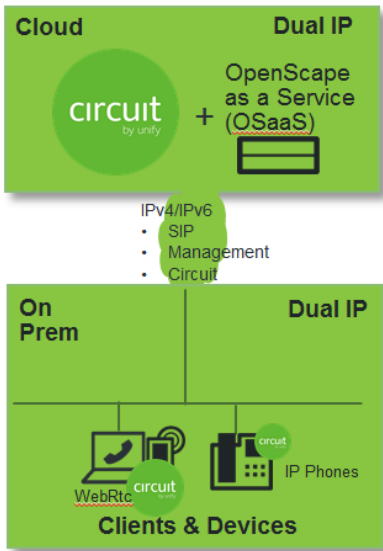 Cloud
Dual IP
circuit
by unify
+
OpenScape
as a Service
(OSaaS)
IPv4/IPv6
• SIP
• Management
• Circuit
On
Prem
Dual IP
WebRtc
circuit
by unify
circuit
IP Phones
Clients & Devices